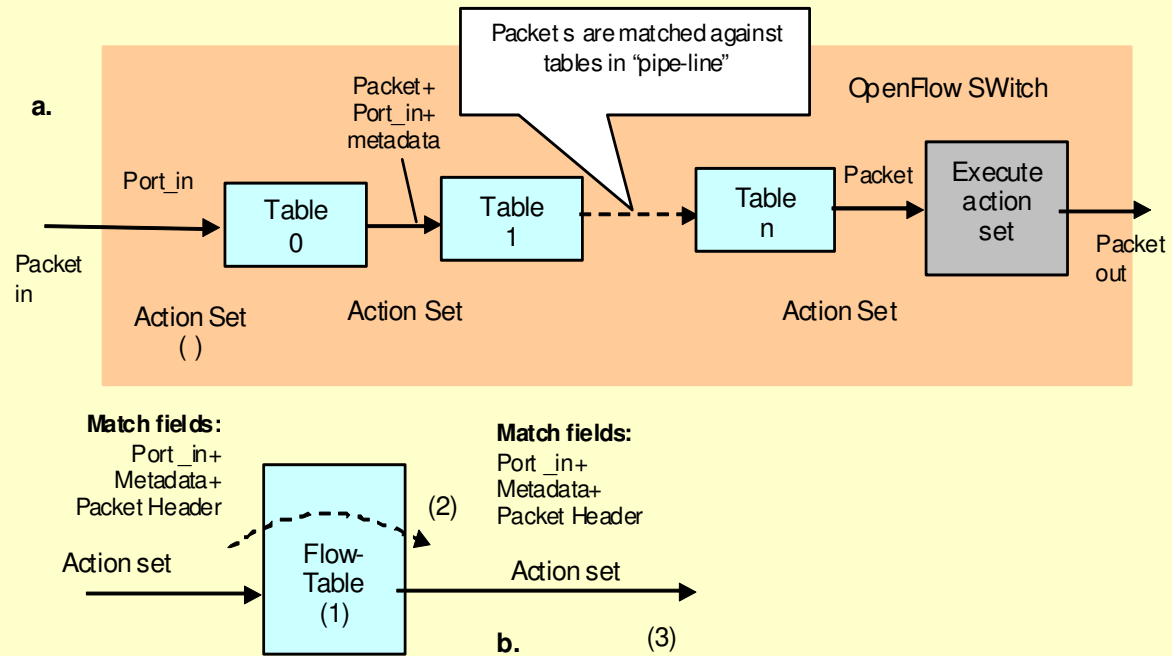 Packet s are matched against
tables in “pipe-line”
OpenFlow SWitch
a.
Packet+
Port_in+
metadata
Port_in
Table
0
Table
1
Table
n
Packet
Execute
action
set
Packet
in
Packet
out
Action Set
( )
Action Set
Action Set
Match fields:
Port _in+
Metadata+
Packet Header
Match fields:
Port _in+
Metadata+
Packet Header
(2)
Action set
Flow-
Table
(1)
Action set
b.
(3)